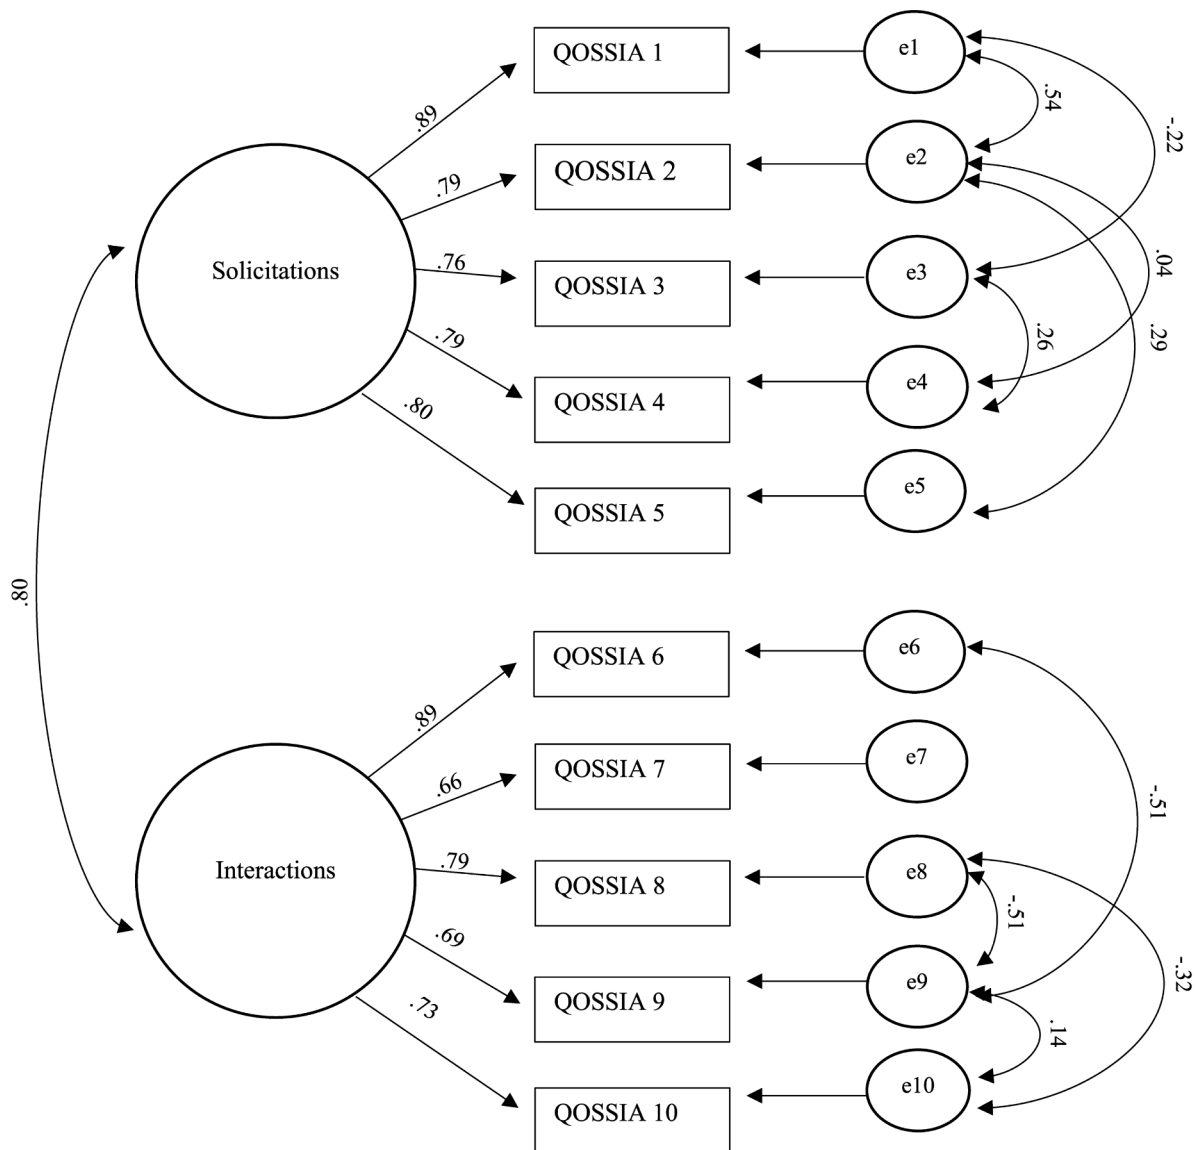 QOSSIA 1
e1
.89
.54
-.22
QOSSIA 2
e2
.79
Solicitations
.76
QOSSIA 3
e3
.04
.26
.29
.79
QOSSIA 4
e4
.80
QOSSIA 5
e5
.80
QOSSIA 6
e6
.89
.66
QOSSIA 7
e7
-.51
Interactions
.79
QOSSIA 8
e8
-.51
.69
-.32
QOSSIA 9
e9
.73
.14
QOSSIA 10
e10